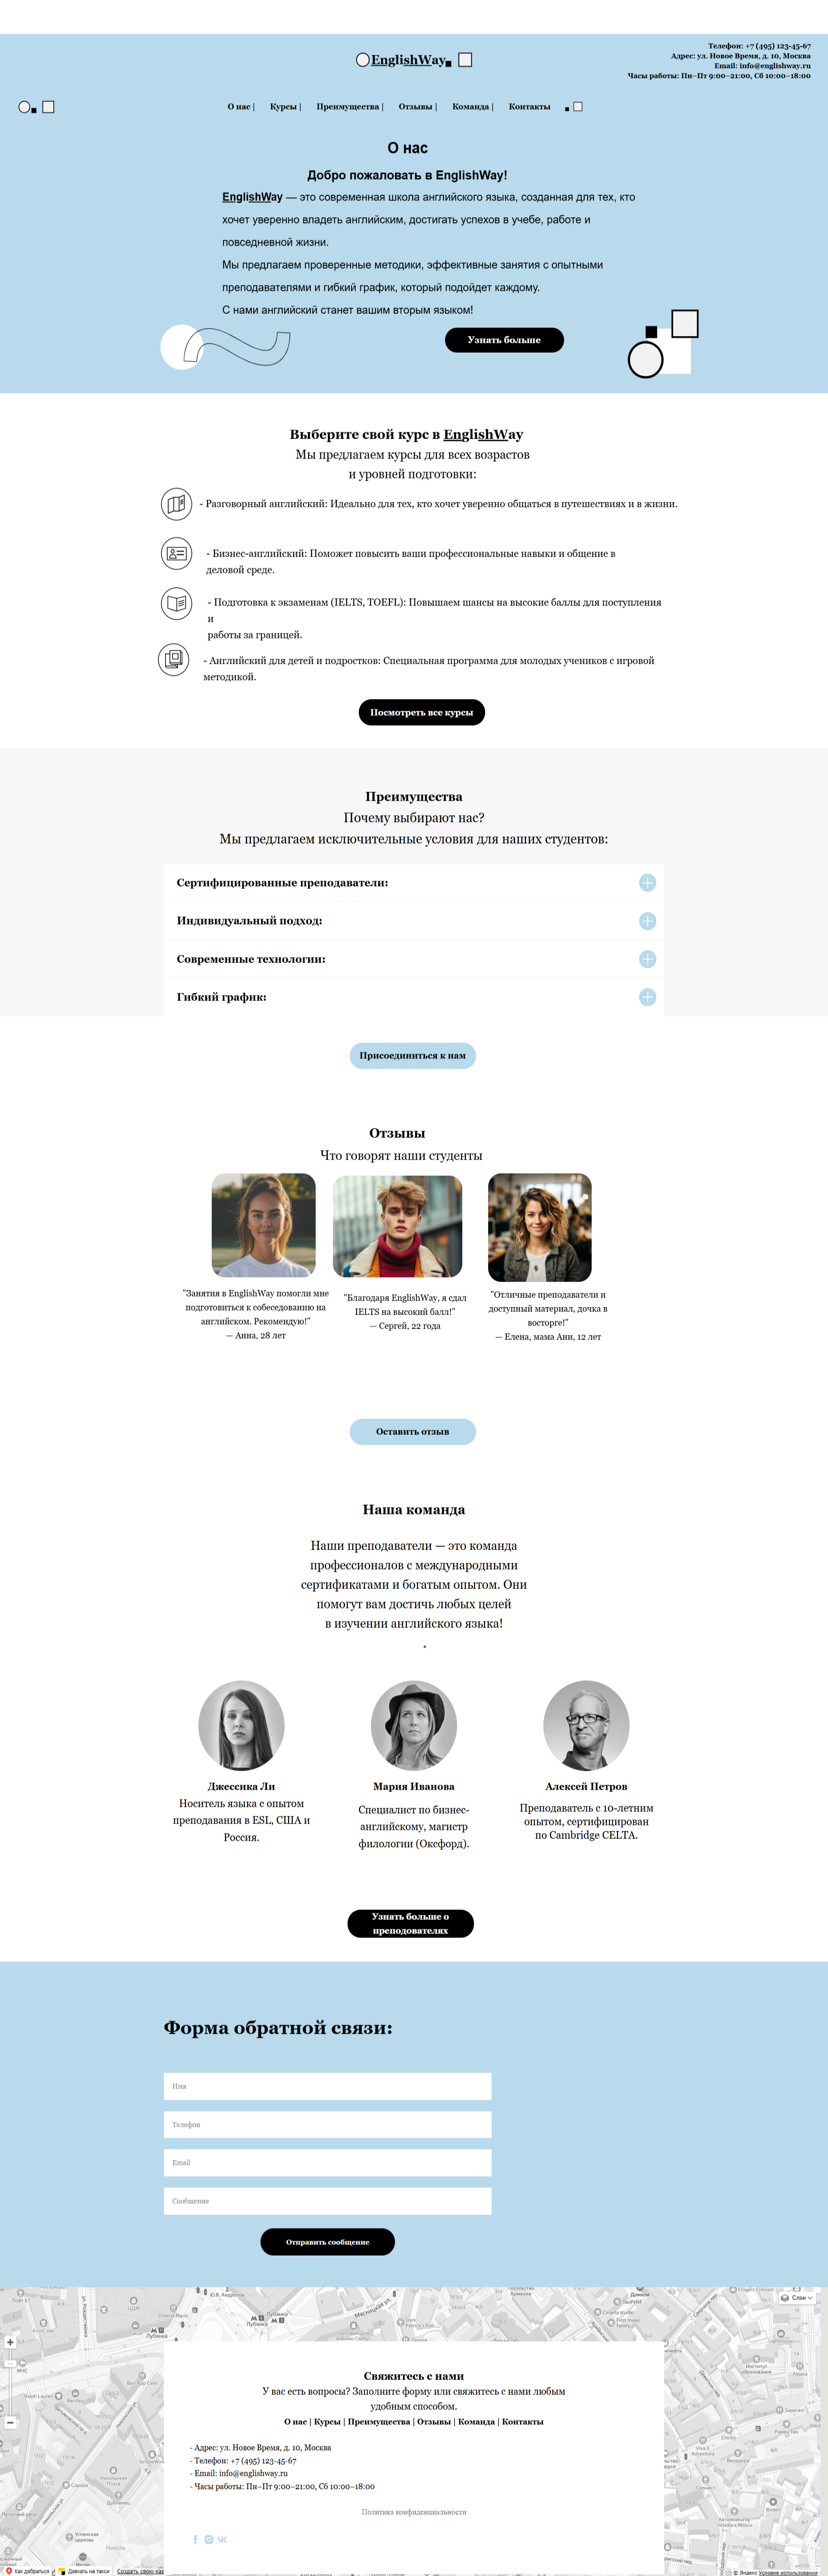 EnglishWay
Телефон: +7 (495) 123-45-67
Адрес: ул. Новое Время, д. 10, Москва
Email: info@englishway.ru
Часы работы: Пн–Пт 9:00–21:00, Сб 10:00–18:00
О нас | Курсы | Преимущества | Отзывы | Команда | Контакты
О нас
Добро пожаловать в EnglishWay!
EnglishWay — это современная школа английского языка, созданная для тех, кто
хочет уверенно владеть английским, достигать успехов в учебе, работе и
повседневной жизни.
Мы предлагаем проверенные методики, эффективные занятия с опытными
преподавателями и гибкий график, который подойдет каждому.
С нами английский станет вашим вторым языком!
Узнать больше
Выберите свой курс в EnglishWay
Мы предлагаем курсы для всех возрастов
и уровней подготовки:
- Разговорный английский: Идеально для тех, кто хочет уверенно общаться в путешествиях и в жизни.
- Бизнес-английский: Поможет повысить ваши профессиональные навыки и общение в
деловой среде.
- Подготовка к экзаменам (IELTS, TOEFL): Повышаем шансы на высокие баллы для поступления
и
работы за границей.
- Английский для детей и подростков: Специальная программа для молодых учеников с игровой
методикой.
Посмотреть все курсы
Преимущества
Почему выбирают нас?
Мы предлагаем исключительные условия для наших студентов:
Сертифицированные преподаватели:
Индивидуальный подход:
Современные технологии:
Гибкий график:
Присоединиться к нам
Отзывы
Что говорят наши студенты
"Занятия в EnglishWay помогли мне
подготовиться к собеседованию на
английском. Рекомендую!"
— Анна, 28 лет
"Благодаря EnglishWay, я сдал
IELTS на высокий балл!"
— Сергей, 22 года
"Отличные преподаватели и
доступный материал, дочка в
восторге!"
— Елена, мама Ани, 12 лет
Оставить отзыв
Наша команда
Наши преподаватели — это команда
профессионалов с международными
сертификатами и богатым опытом. Они
помогут вам достичь любых целей
в изучении английского языка!
Джессика Ли
Носитель языка с опытом
преподавания в ESL, США и
Россия.
Мария Иванова
Специалист по бизнес-
английскому, магистр
филологии (Оксфорд).
Алексей Петров
Преподаватель с 10-летним
опытом, сертифицирован
по Cambridge CELTA.
Узнать больше о
преподователях
Форма обратной связи:
Имя
Телефон
Email
Сообщение
Отправить сообщение
Слои
Мясницкая ул.
Лубянка
МЧС
Свяжитесь с нами
У вас есть вопросы? Заполните форму или свяжитесь с нами любым
удобным способом.
О нас | Курсы | Преимущества | Отзывы | Команда | Контакты
- Адрес: ул. Новое Время, д. 10, Москва
- Телефон: +7 (495) 123-45-67
- Email: info@englishway.ru
- Часы работы: Пн–Пт 9:00–21:00, Сб 10:00–18:00
Политика конфиденциальности
Как добраться
Доехать на такси
Создать свою кар
© Яндекс Условия использования